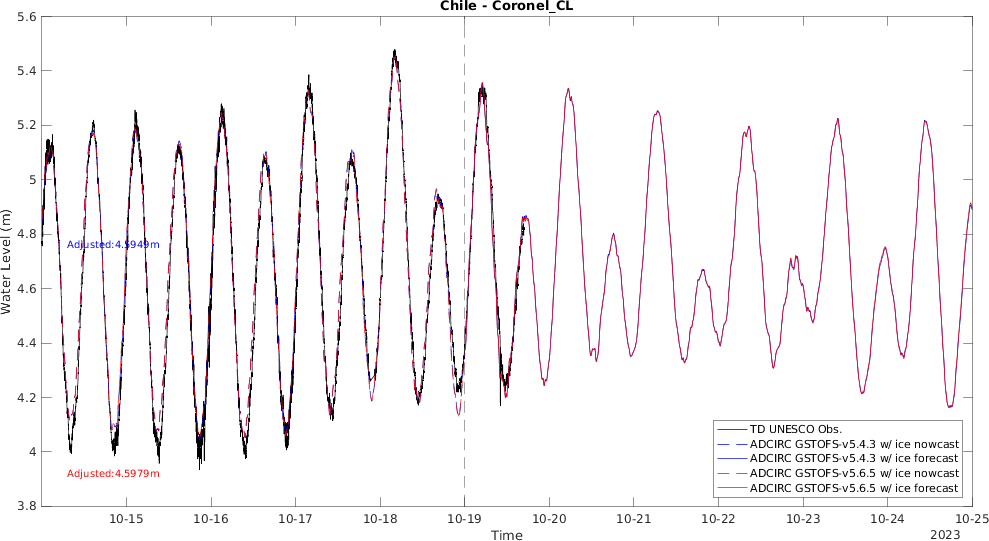 Chile - Coronel_CL
5.6
5.4
5.2
5
4.8
4.6
4.4
4.2
4
3.8
Water Level (m)
Adjusted:4.5949m
Adjusted:4.5979m
TD UNESCO Obs.
ADCIRC GSTOFS-v5.4.3 w/ ice nowcast
ADCIRC GSTOFS-v5.4.3 w/ ice forecast
ADCIRC GSTOFS-v5.6.5 w/ ice nowcast
ADCIRC GSTOFS-v5.6.5 w/ ice forecast
10-15 10-16 10-17 10-18 10-19 10-20 10-21 10-22 10-23 10-24 10-25
Time
2023